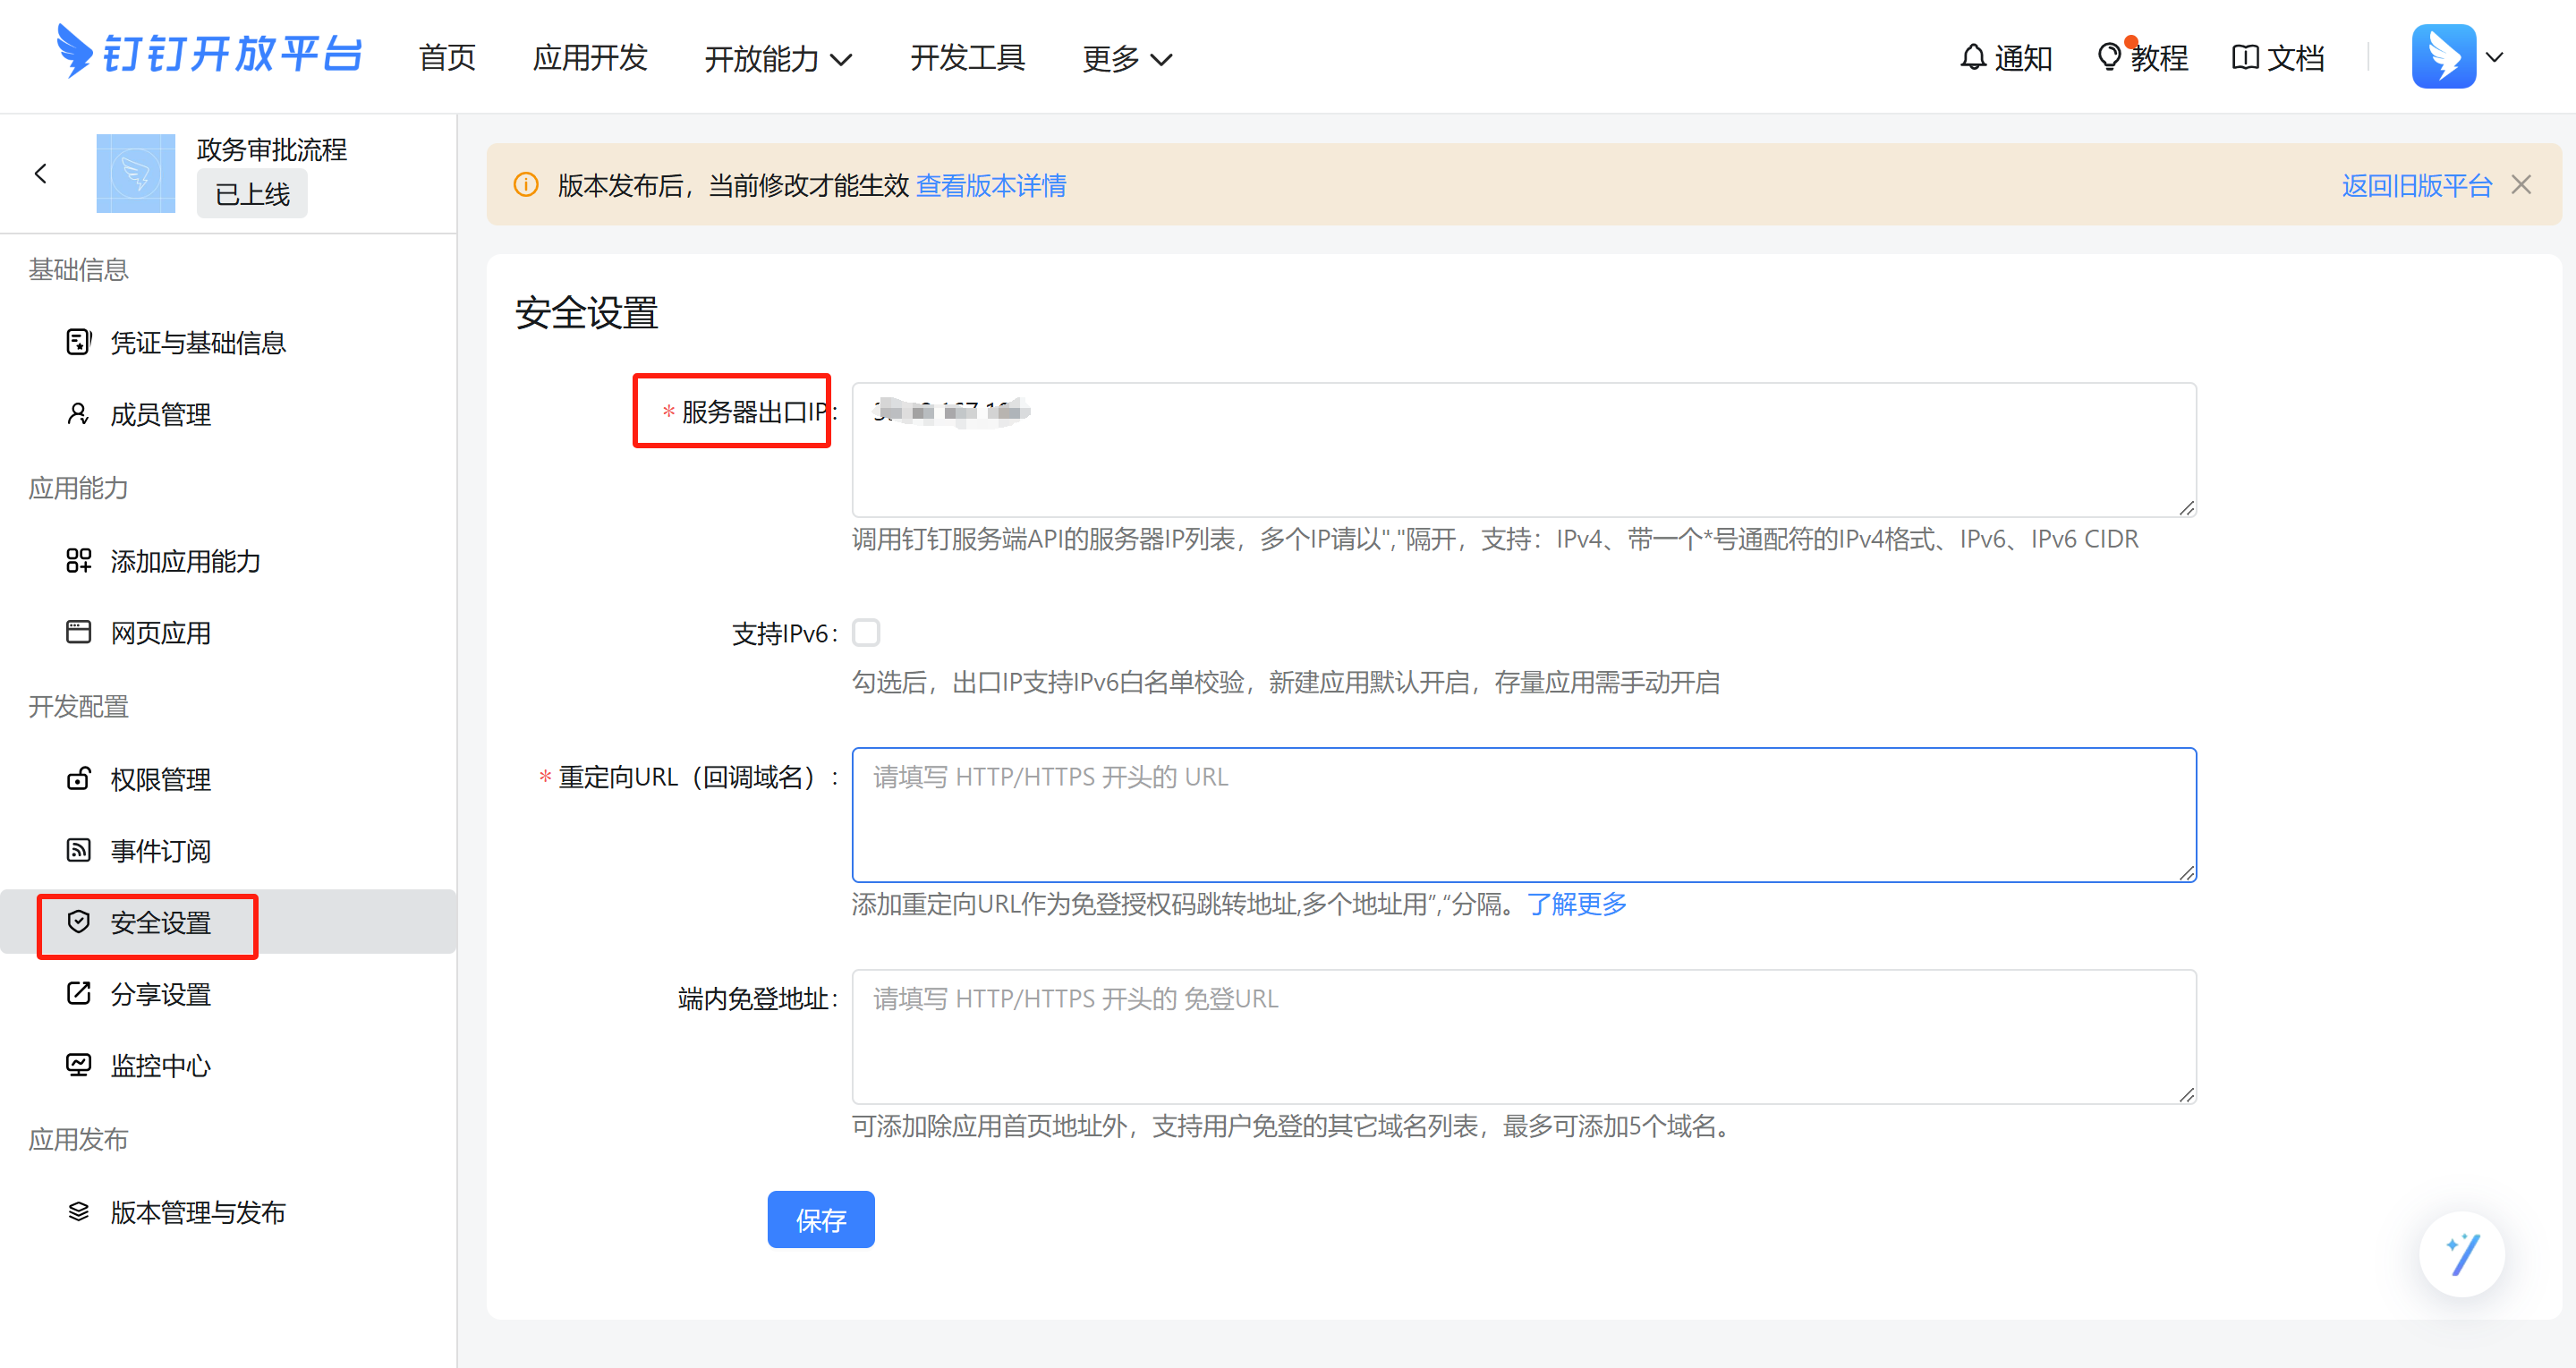 钉钉开放平台
首页
应用开发
开放能力
开发工具
更多
通知
教程
文档
政务审批流程
已上线
基础信息
凭证与基础信息
成员管理
应用能力
添加应用能力
网页应用
开发配置
权限管理
事件订阅
安全设置
分享设置
监控中心
应用发布
版本管理与发布
版本发布后，当前修改才能生效 查看版本详情
返回旧版平台
安全设置
* 服务器出口IP:
调用钉钉服务端API的服务器IP列表，多个IP请以","隔开，支持：IPv4、带一个*号通配符的IPv4格式、IPv6、IPv6 CIDR
支持IPv6:
勾选后，出口IP支持IPv6白名单校验，新建应用默认开启，存量应用需手动开启
* 重定向URL（回调域名）:
请填写 HTTP/HTTPS 开头的 URL
添加重定向URL作为免登授权码跳转地址,多个地址用”,“分隔。了解更多
端内免登地址:
请填写 HTTP/HTTPS 开头的 免登URL
可添加除应用首页地址外，支持用户免登的其它域名列表，最多可添加5个域名。
保存